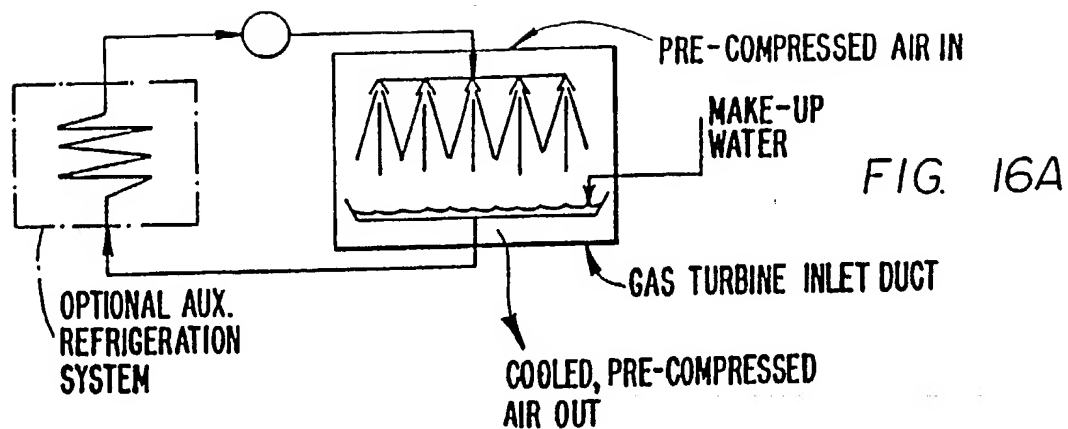 PRE-COMPRESSED AIR IN
MAKE-UP
WATER
FIG. 16A
GAS TURBINE INLET DUCT
OPTIONAL AUX.
REFRIGERATION
SYSTEM
COOLED, PRE-COMPRESSED
AIR OUT